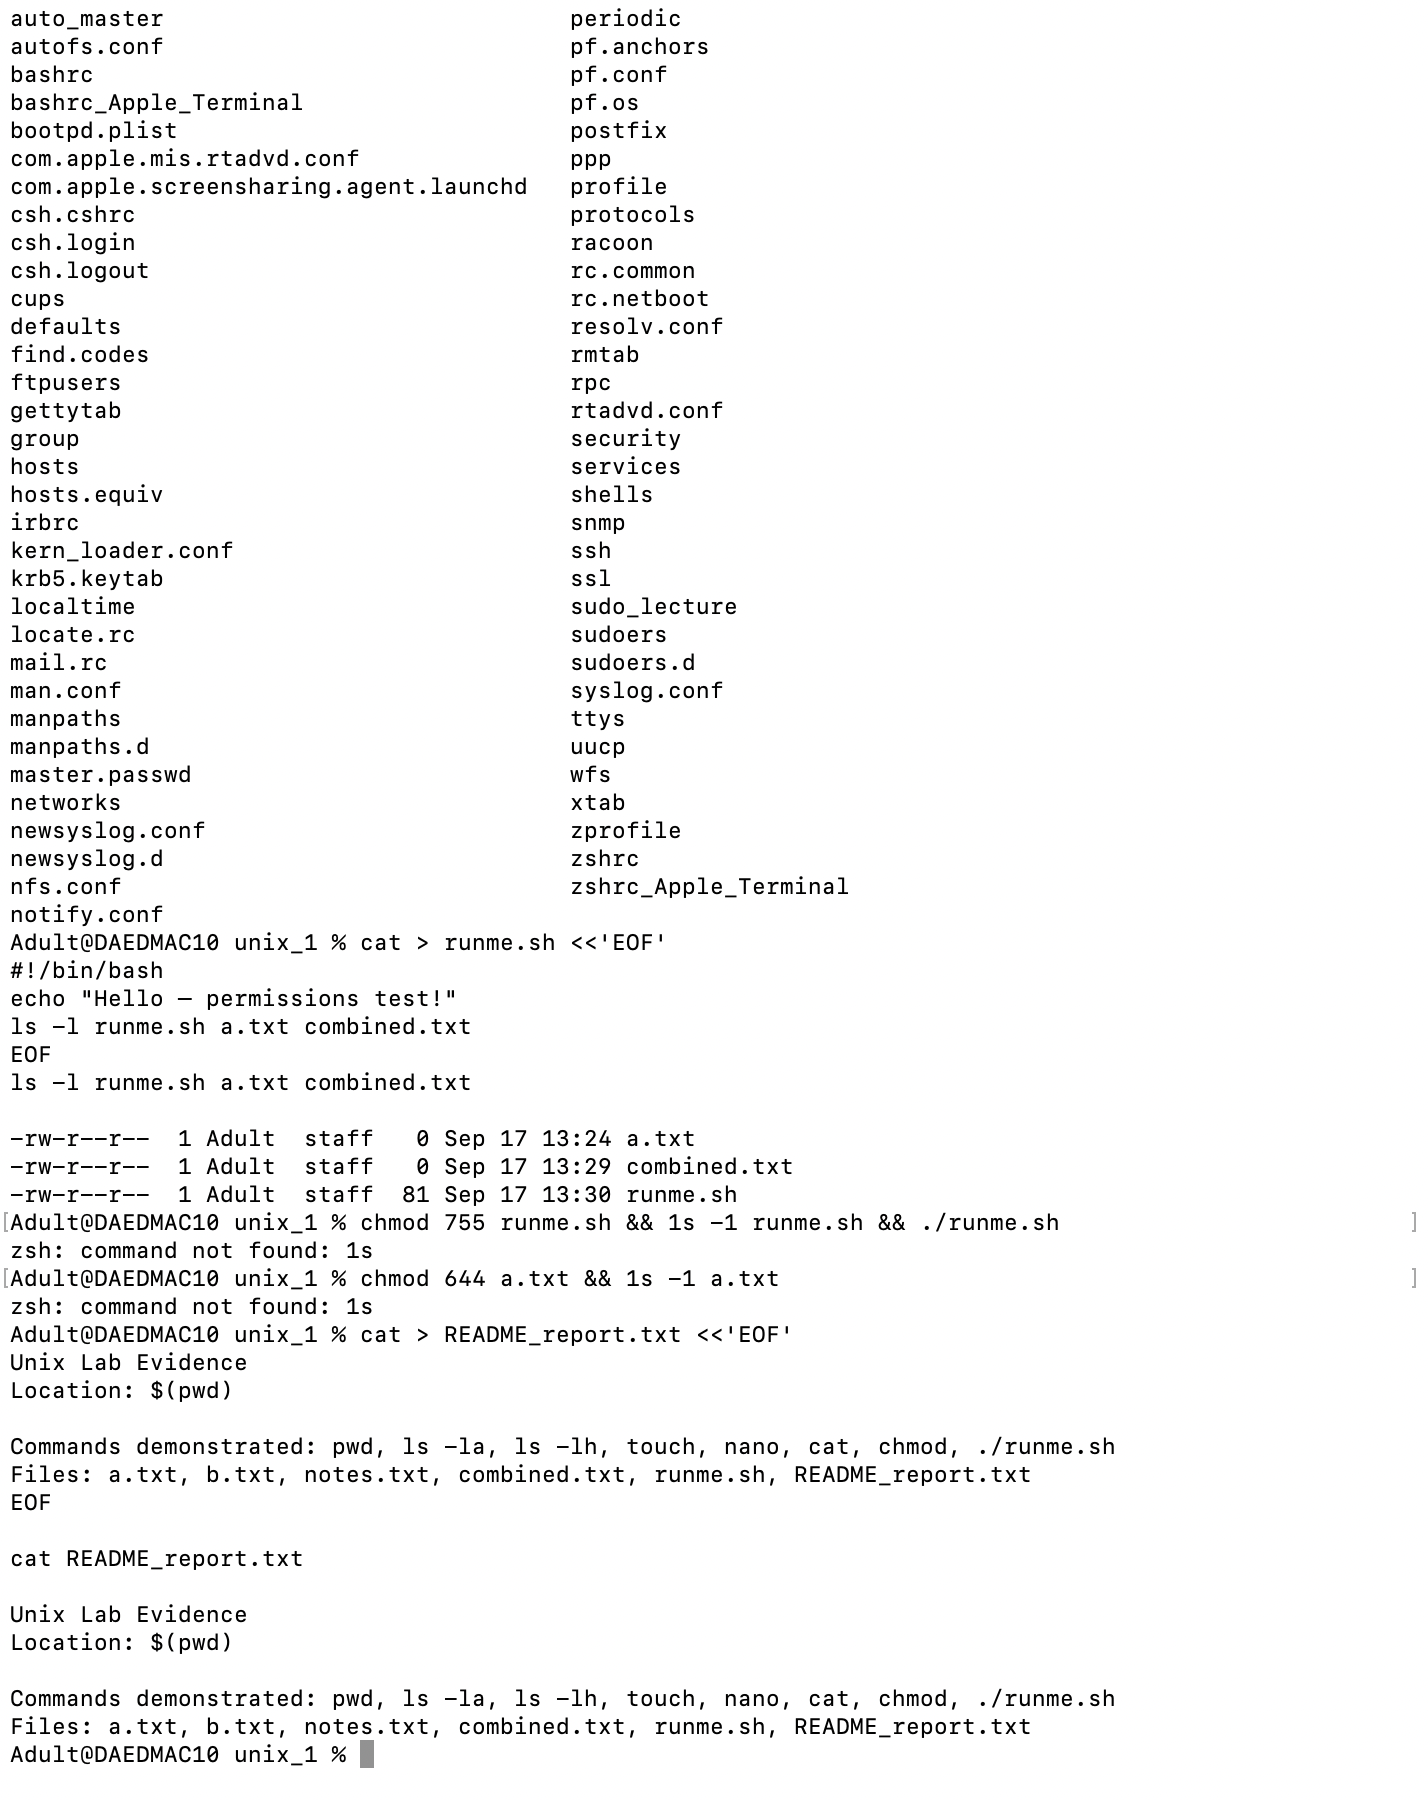 auto_master periodic
autofs.conf pf.anchors
bashrc pf.conf
bashrc_Apple_Terminal pf.os
bootpd.plist postfix
com.apple.mis.rtadvd.conf ppp
com.apple.screensharing.agent.launchd profile
csh.cshrc protocols
csh.login racoon
csh.logout rc.common
cups rc.netboot
defaults resolv.conf
find.codes rmtab
ftpusers rpc
gettytab rtadvd.conf
group security
hosts services
hosts.equiv shells
irbrc snmp
kern_loader.conf ssh
krb5.keytab ssl
localtime sudo_lecture
locate.rc sudoers
mail.rc sudoers.d
man.conf syslog.conf
manpaths ttys
manpaths.d uucp
master.passwd wfs
networks xtab
newsyslog.conf zprofile
newsyslog.d zshrc
nfs.conf zshrc_Apple_Terminal
notify.conf
Adult@DAEDMAC10 unix_1 % cat > runme.sh <<'EOF'
#!/bin/bash
echo "Hello — permissions test!"
ls -l runme.sh a.txt combined.txt
EOF
ls -l runme.sh a.txt combined.txt
-rw-r--r-- 1 Adult staff 0 Sep 17 13:24 a.txt
-rw-r--r-- 1 Adult staff 0 Sep 17 13:29 combined.txt
-rw-r--r-- 1 Adult staff 81 Sep 17 13:30 runme.sh
[Adult@DAEDMAC10 unix_1 % chmod 755 runme.sh && 1s -1 runme.sh && ./runme.sh ]
zsh: command not found: 1s
[Adult@DAEDMAC10 unix_1 % chmod 644 a.txt && 1s -1 a.txt ]
zsh: command not found: 1s
Adult@DAEDMAC10 unix_1 % cat > README_report.txt <<'EOF'
Unix Lab Evidence
Location: $(pwd)
Commands demonstrated: pwd, ls -la, ls -lh, touch, nano, cat, chmod, ./runme.sh
Files: a.txt, b.txt, notes.txt, combined.txt, runme.sh, README_report.txt
EOF
cat README_report.txt
Unix Lab Evidence
Location: $(pwd)
Commands demonstrated: pwd, ls -la, ls -lh, touch, nano, cat, chmod, ./runme.sh
Files: a.txt, b.txt, notes.txt, combined.txt, runme.sh, README_report.txt
Adult@DAEDMAC10 unix_1 %